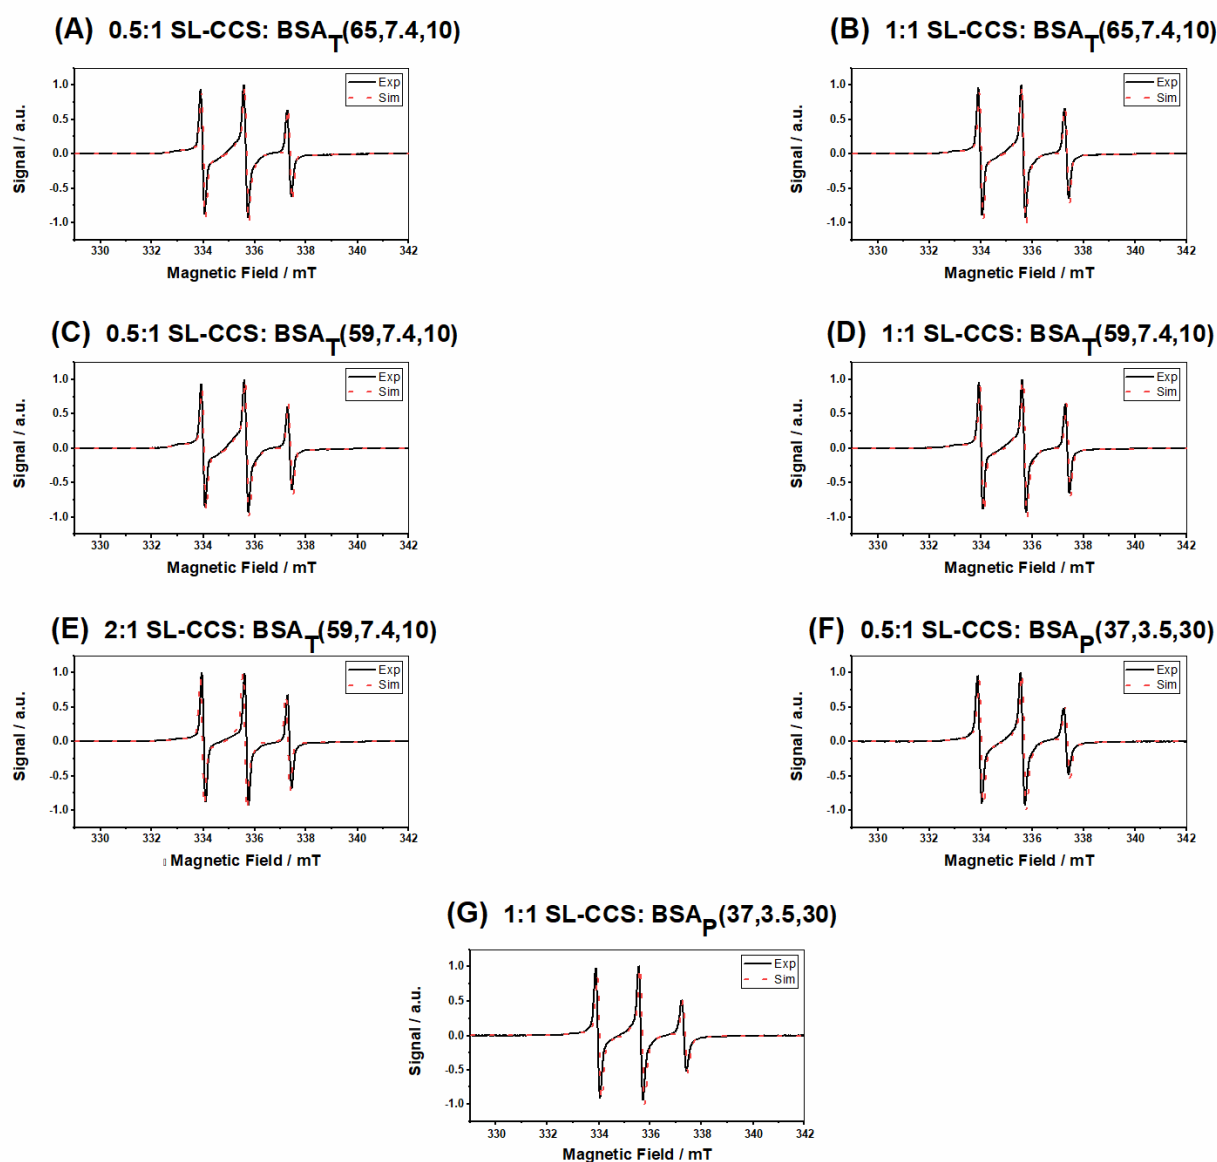 (A) 0.5:1 SL-CCS: BSA_T(65,7.4,10)
(B) 1:1 SL-CCS: BSA_T(65,7.4,10)
Signal / a.u.
1.0
0.5
0.0
-0.5
-1.0
Exp
Sim
330 332 334 336 338 340 342
Magnetic Field / mT
Signal / a.u.
1.0
0.5
0.0
-0.5
-1.0
Exp
Sim
330 332 334 336 338 340 342
Magnetic Field / mT
(C) 0.5:1 SL-CCS: BSA_T(59,7.4,10)
(D) 1:1 SL-CCS: BSA_T(59,7.4,10)
Signal / a.u.
1.0
0.5
0.0
-0.5
-1.0
Exp
Sim
330 332 334 336 338 340 342
Magnetic Field / mT
Signal / a.u.
1.0
0.5
0.0
-0.5
-1.0
Exp
Sim
330 332 334 336 338 340 342
Magnetic Field / mT
(E) 2:1 SL-CCS: BSA_T(59,7.4,10)
(F) 0.5:1 SL-CCS: BSA_P(37,3.5,30)
Signal / a.u.
1.0
0.5
0.0
-0.5
-1.0
Exp
Sim
330 332 334 336 338 340 342
Magnetic Field / mT
Signal / a.u.
1.0
0.5
0.0
-0.5
-1.0
Exp
Sim
330 332 334 336 338 340 342
Magnetic Field / mT
(G) 1:1 SL-CCS: BSA_P(37,3.5,30)
Signal / a.u.
1.0
0.5
0.0
-0.5
-1.0
Exp
Sim
330 332 334 336 338 340 342
Magnetic Field / mT